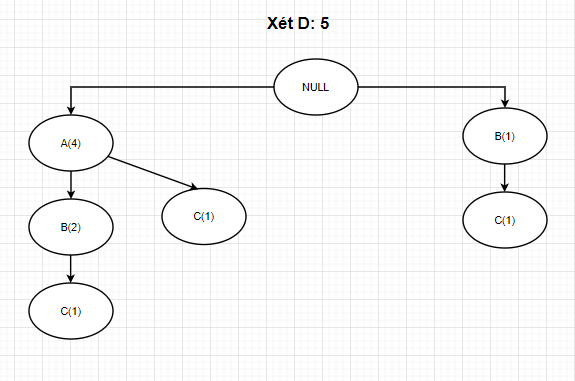 Xét D: 5
NULL
A(4)
B(1)
B(2)
C(1)
C(1)
C(1)